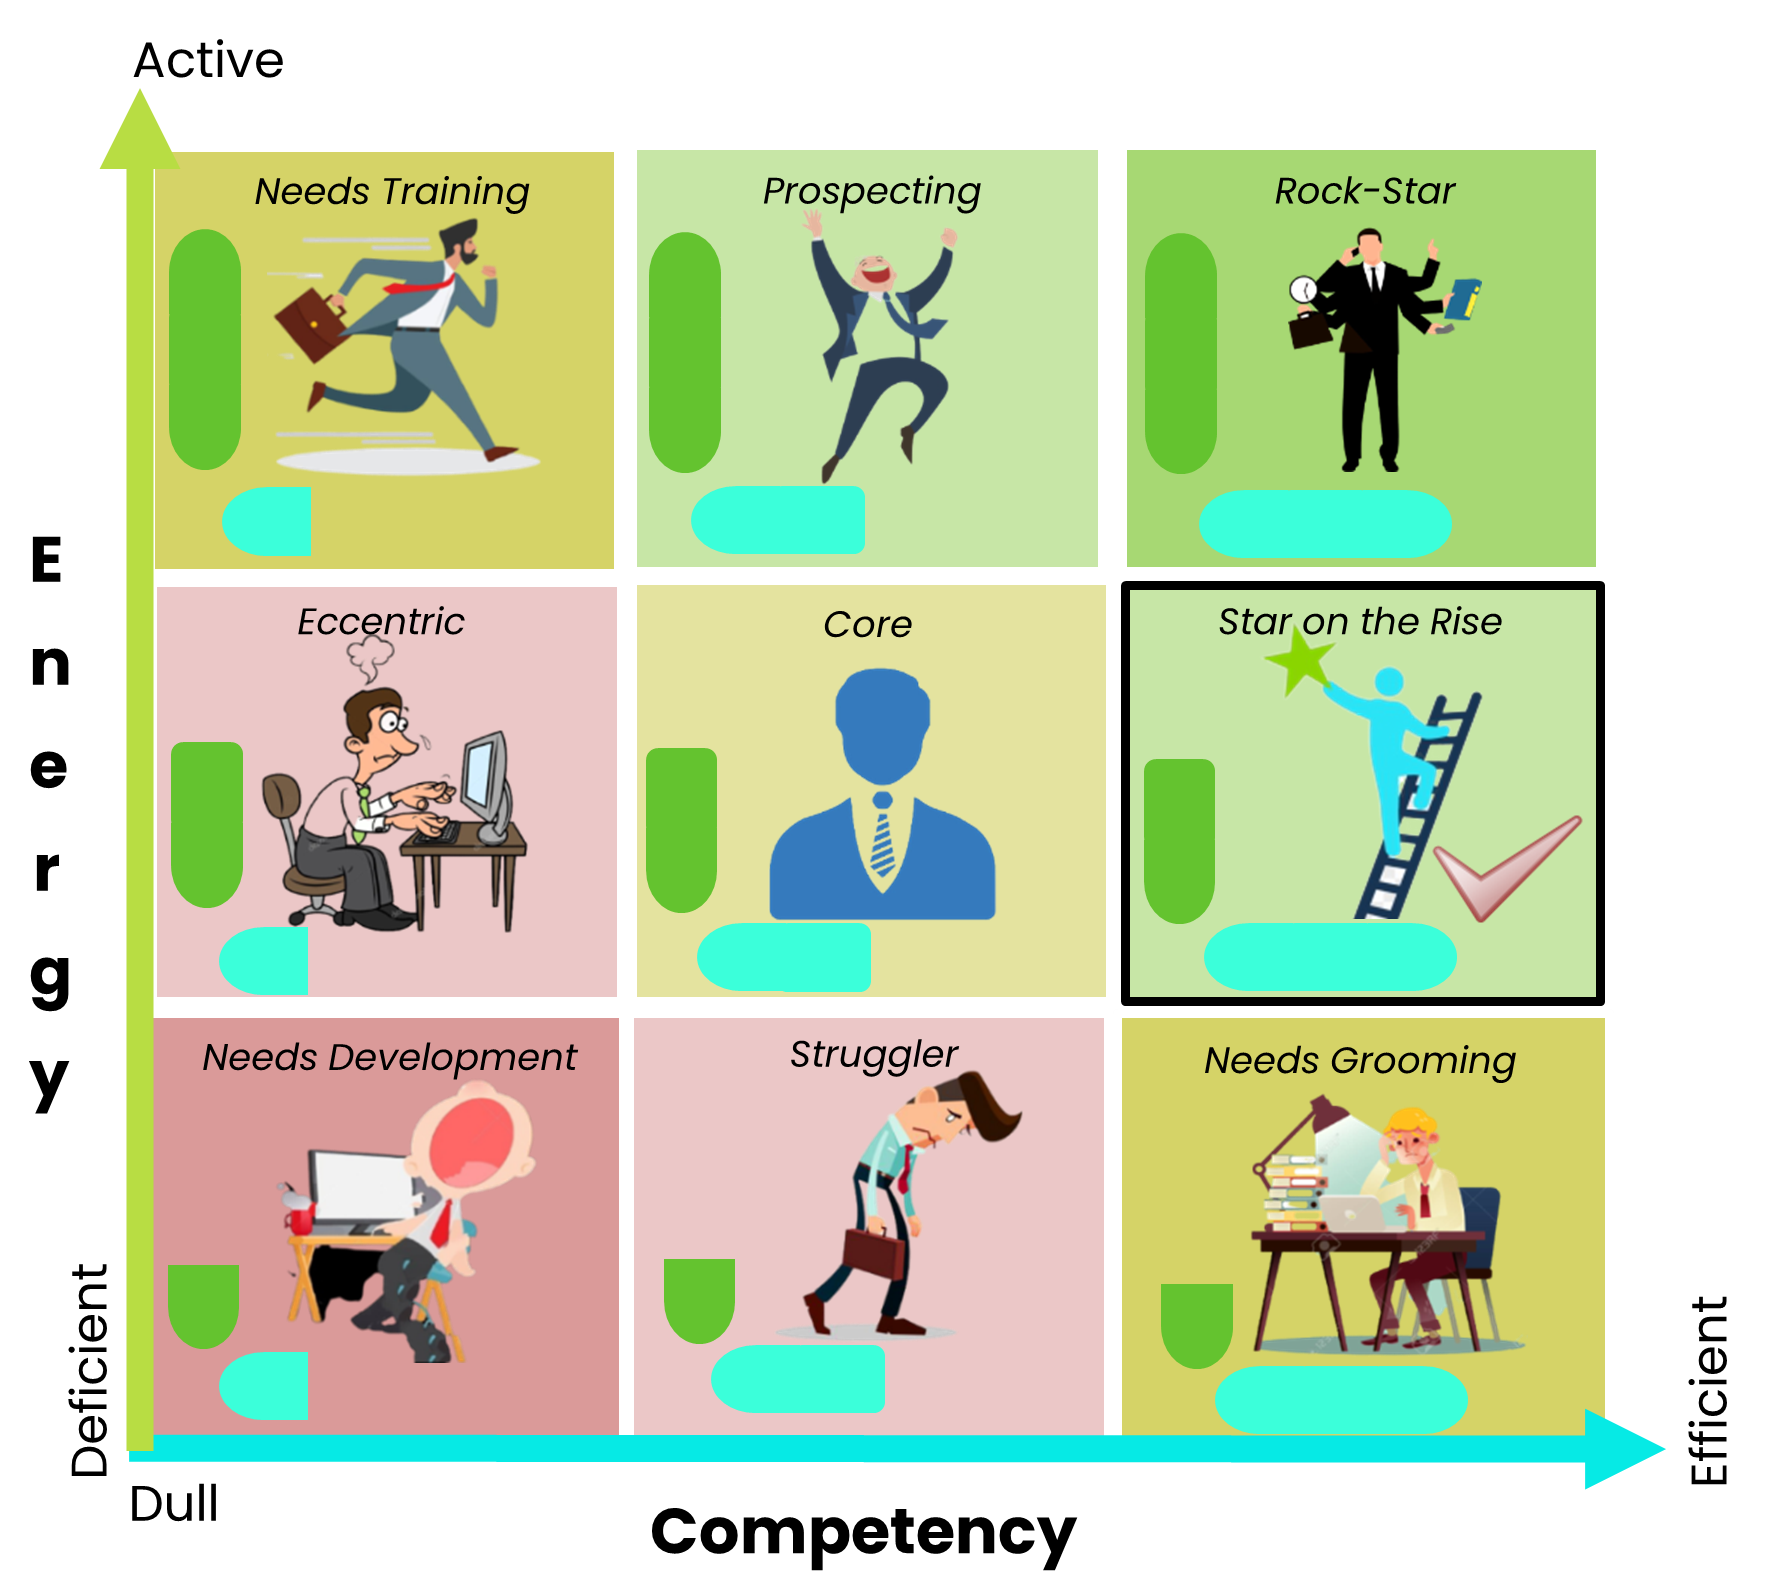 Active
Needs Training
Prospecting
Rock-Star
Energy
Eccentric
Core
Star on the Rise
Needs Development
Struggler
Needs Grooming
Deficient
Efficient
Dull
Competency